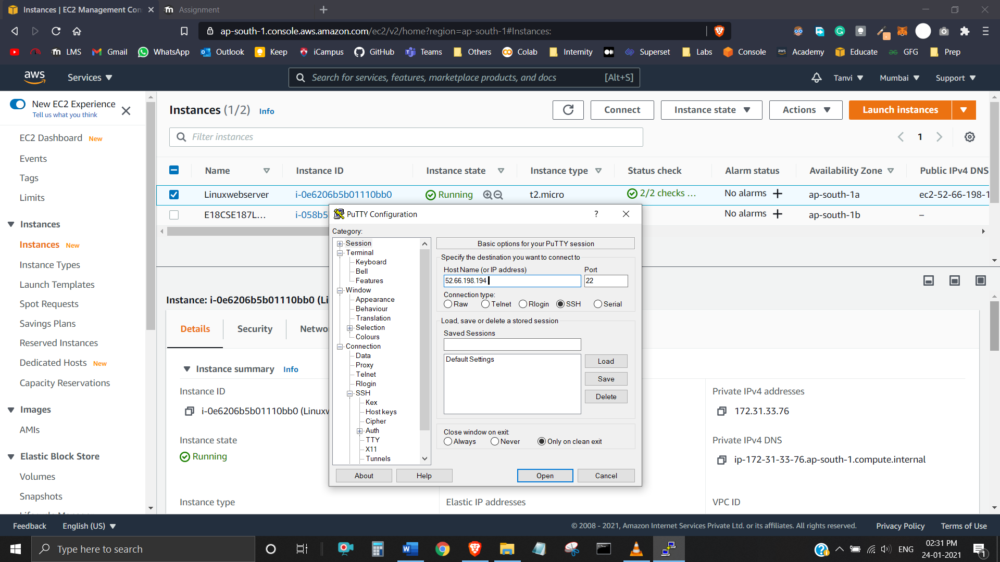 Instances | EC2 Management Con
Assignment
ap-south-1.console.aws.amazon.com/ec2/v2/home?region=ap-south-1#Instances:
LMS
Gmail
WhatsApp
Outlook
Keep
iCampus
GitHub
Teams
Others
Colab
Internity
Superset
Labs
Console
Academy
Educate
GFG
Prep
aws
Services
Search for services, features, marketplace products, and docs
[Alt+S]
Tanvi
Mumbai
Support
New EC2 Experience
Tell us what you think
EC2 Dashboard New
Events
Tags
Limits
Instances
Instances New
Instance Types
Launch Templates
Spot Requests
Savings Plans
Reserved Instances
Dedicated Hosts New
Capacity Reservations
Images
AMIs
Elastic Block Store
Volumes
Snapshots
Instances (1/2) Info
Connect
Instance state
Actions
Launch instances
Filter instances
1
Name
Instance ID
Instance state
Instance type
Status check
Alarm status
Availability Zone
Public IPv4 DNS
Linuxwebserver
i-0e6206b5b01110bb0
Running
t2.micro
2/2 checks ...
No alarms
ap-south-1a
ec2-52-66-198-1
E18CSE187L...
i-058b5
No alarms
ap-south-1b
–
Instance: i-0e6206b5b01110bb0 (Li
Details
Security
Netwo
Instance summary Info
Instance ID
i-0e6206b5b01110bb0 (Linux
Instance state
Running
Instance type
Elastic IP addresses
Private IPv4 addresses
172.31.33.76
Private IPv4 DNS
ip-172-31-33-76.ap-south-1.compute.internal
VPC ID
PuTTY Configuration
?
Category:
Session
Terminal
Keyboard
Bell
Features
Window
Appearance
Behaviour
Translation
Selection
Colours
Connection
Data
Proxy
Telnet
Rlogin
SSH
Kex
Host keys
Cipher
Auth
TTY
X11
Tunnels
Basic options for your PuTTY session
Specify the destination you want to connect to
Host Name (or IP address)
Port
52.66.198.194
22
Connection type:
Raw
Telnet
Rlogin
SSH
Serial
Load, save or delete a stored session
Saved Sessions
Default Settings
Load
Save
Delete
Close window on exit:
Always
Never
Only on clean exit
About
Help
Open
Cancel
Feedback
English (US)
© 2008 - 2021, Amazon Internet Services Private Ltd. or its affiliates. All rights reserved.
Privacy Policy
Terms of Use
Type here to search
ENG
02:31 PM
24-01-2021
1